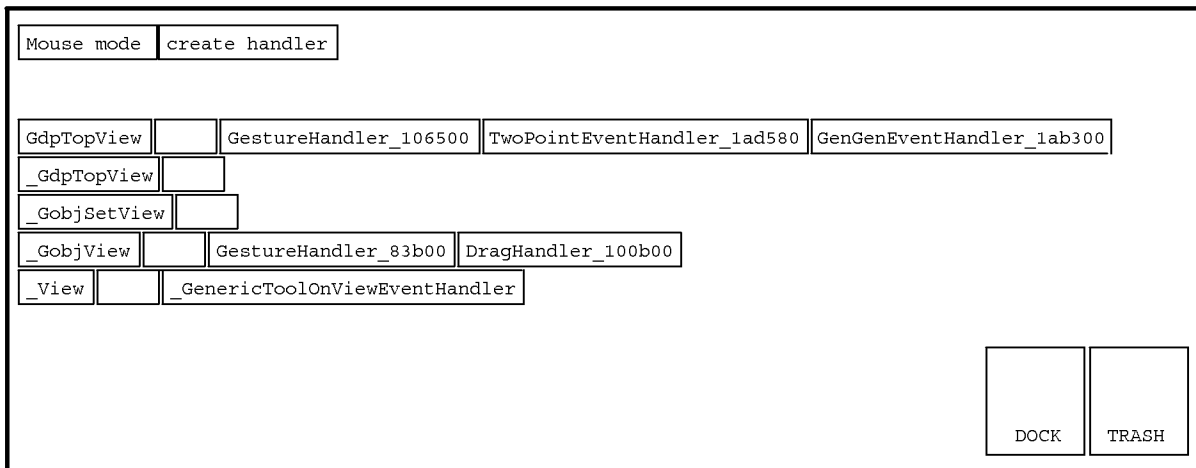 Mouse mode create handler
GdpTopView GestureHandler_106500 TwoPointEventHandler_1ad580 GenGenEventHandler_1ab300
_GdpTopView
_GobjSetView
_GobjView GestureHandler_83b00 DragHandler_100b00
_View _GenericToolOnViewEventHandler
DOCK TRASH